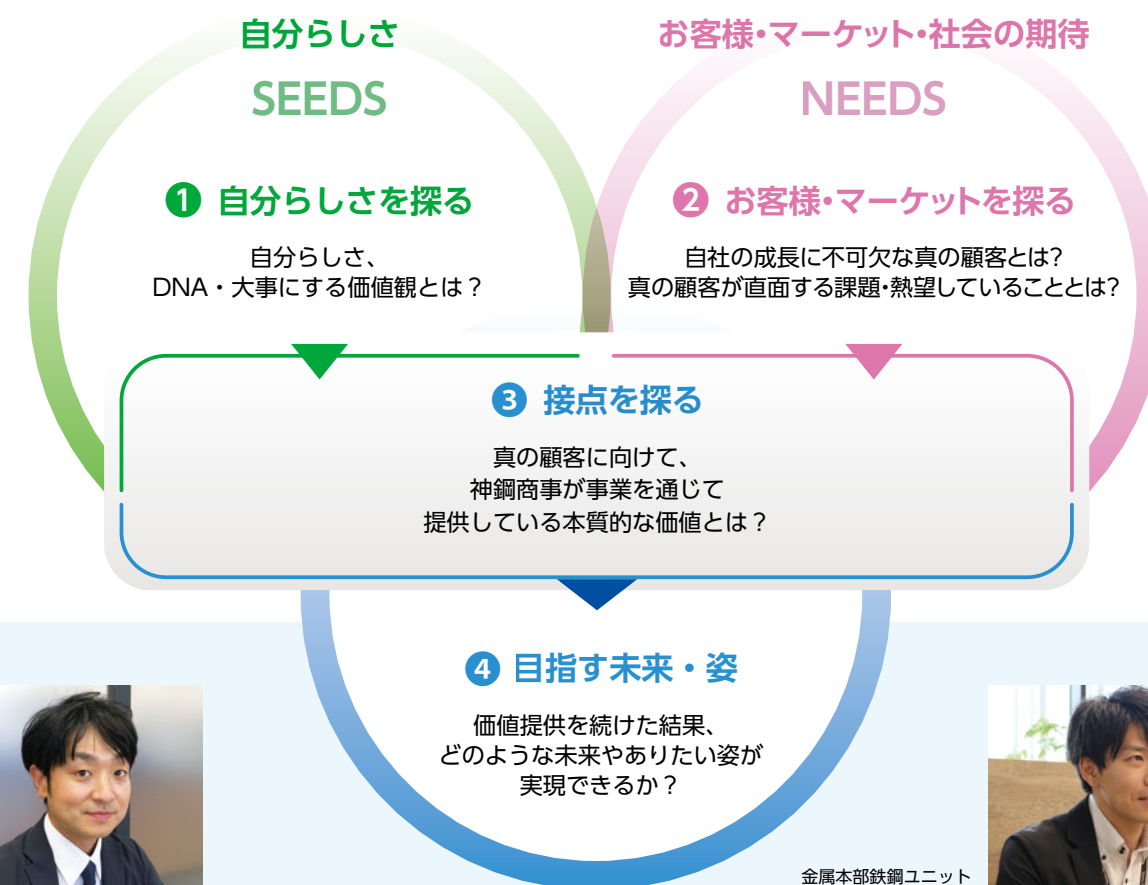 自分らしさ
SEEDS
お客様・マーケット・社会の期待
NEEDS
❶ 自分らしさを探る
自分らしさ、
DNA・大事にする価値観とは？
❷ お客様・マーケットを探る
自社の成長に不可欠な真の顧客とは?
真の顧客が直面する課題・熱望していることとは?
❸ 接点を探る
真の顧客に向けて、
神鋼商事が事業を通じて
提供している本質的な価値とは？
❹ 目指す未来・姿
価値提供を続けた結果、
どのような未来やありたい姿が
実現できるか？
金属本部鉄鋼ユニット